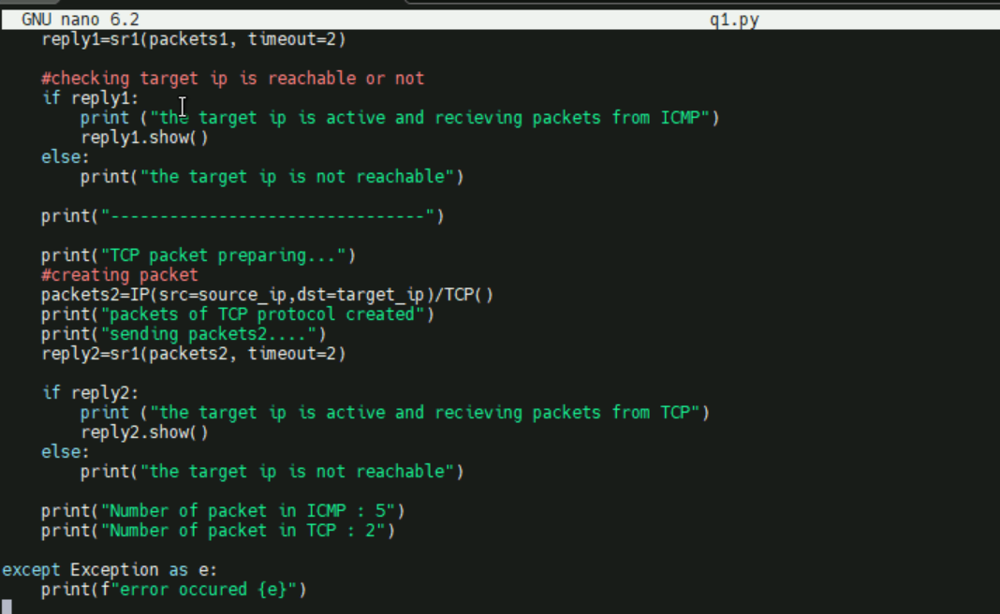 GNU nano 6.2 q1.py
reply1=sr1(packets1, timeout=2)
#checking target ip is reachable or not
if reply1:
print ("the target ip is active and recieving packets from ICMP")
reply1.show()
else:
print("the target ip is not reachable")
print("--------------------------------")
print("TCP packet preparing...")
#creating packet
packets2=IP(src=source_ip,dst=target_ip)/TCP()
print("packets of TCP protocol created")
print("sending packets2....")
reply2=sr1(packets2, timeout=2)
if reply2:
print ("the target ip is active and recieving packets from TCP")
reply2.show()
else:
print("the target ip is not reachable")
print("Number of packet in ICMP : 5")
print("Number of packet in TCP : 2")
except Exception as e:
print(f"error occured {e}")